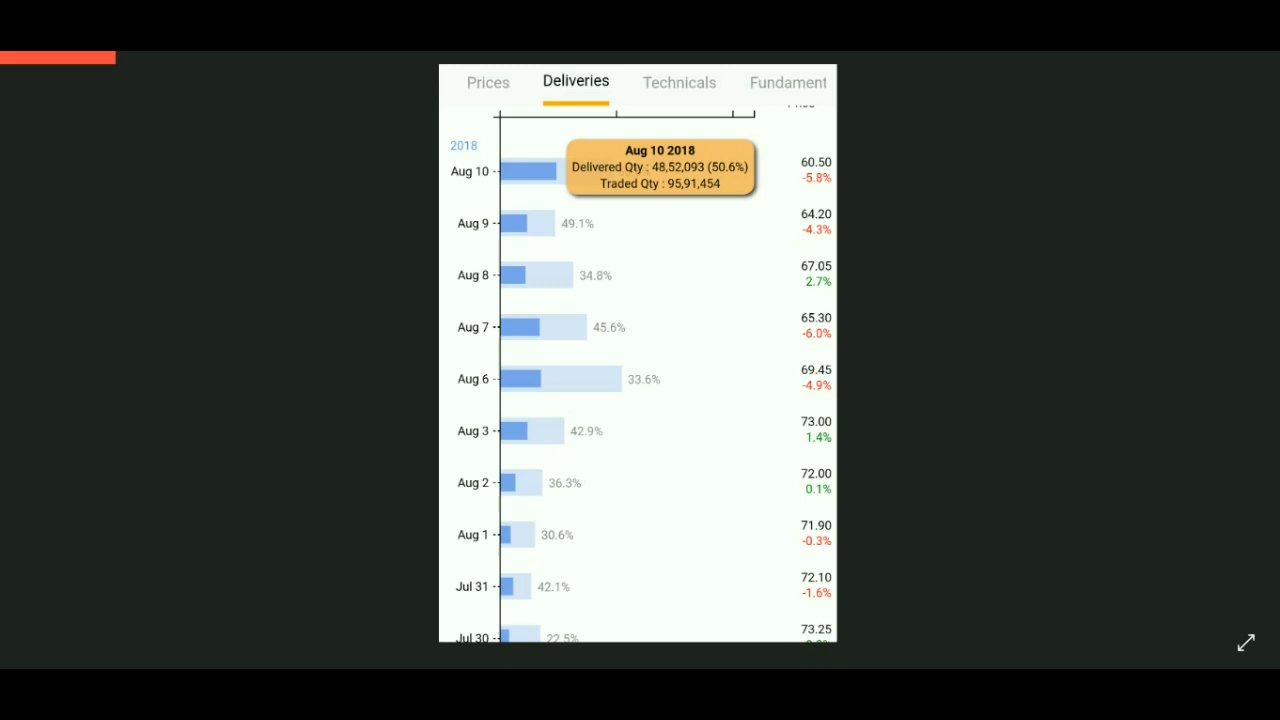 Prices Deliveries Technicals Fundament
2018
Aug 10 2018
Delivered Qty : 48,52,093 (50.6%)
Traded Qty : 95,91,454
Aug 10 60.50
-5.8%
Aug 9 49.1% 64.20
-4.3%
Aug 8 34.8% 67.05
2.7%
Aug 7 45.6% 65.30
-6.0%
Aug 6 33.6% 69.45
-4.9%
Aug 3 42.9% 73.00
1.4%
Aug 2 36.3% 72.00
0.1%
Aug 1 30.6% 71.90
-0.3%
Jul 31 42.1% 72.10
-1.6%
Jul 30 22.5% 73.25